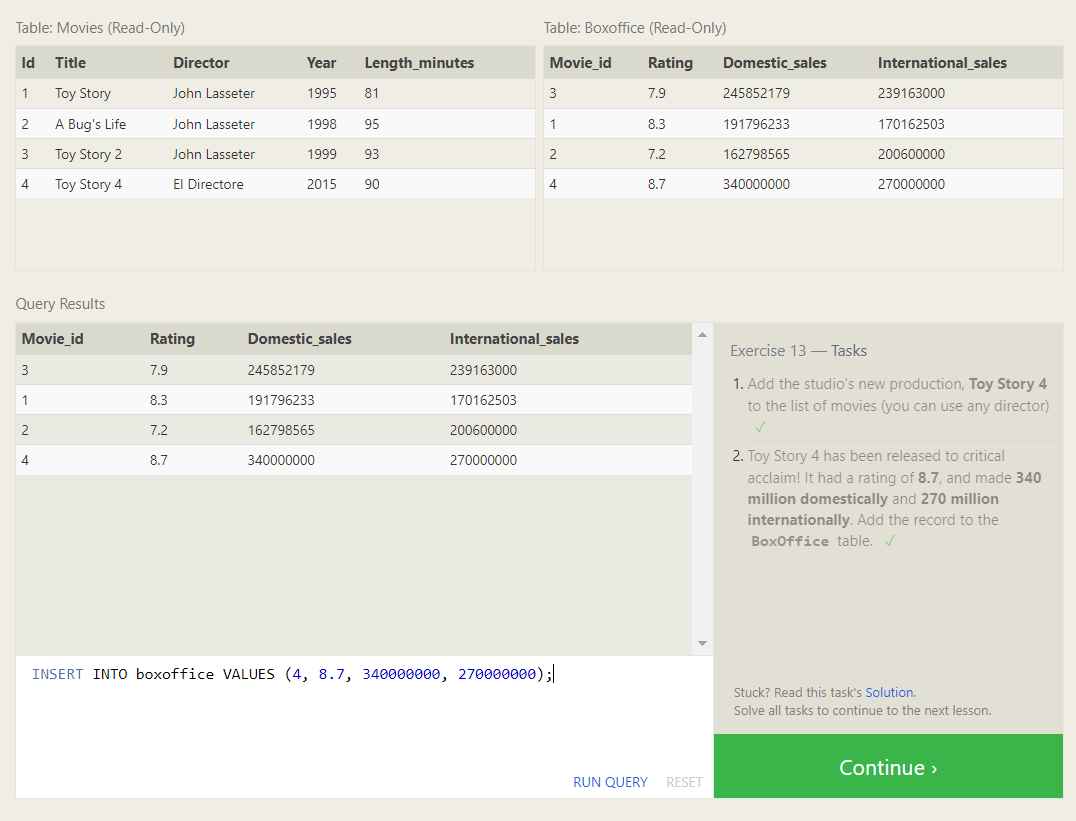 Table: Movies (Read-Only)
Id Title Director Year Length_minutes
1 Toy Story John Lasseter 1995 81
2 A Bug's Life John Lasseter 1998 95
3 Toy Story 2 John Lasseter 1999 93
4 Toy Story 4 El Directore 2015 90
Table: Boxoffice (Read-Only)
Movie_id Rating Domestic_sales International_sales
3 7.9 245852179 239163000
1 8.3 191796233 170162503
2 7.2 162798565 200600000
4 8.7 340000000 270000000
Query Results
Movie_id Rating Domestic_sales International_sales
3 7.9 245852179 239163000
1 8.3 191796233 170162503
2 7.2 162798565 200600000
4 8.7 340000000 270000000
INSERT INTO boxoffice VALUES (4, 8.7, 340000000, 270000000);
RUN QUERY RESET
Exercise 13 — Tasks
1. Add the studio's new production, Toy Story 4
to the list of movies (you can use any director)
✓
2. Toy Story 4 has been released to critical
acclaim! It had a rating of 8.7, and made 340
million domestically and 270 million
internationally. Add the record to the
BoxOffice table. ✓
Stuck? Read this task's Solution.
Solve all tasks to continue to the next lesson.
Continue ›